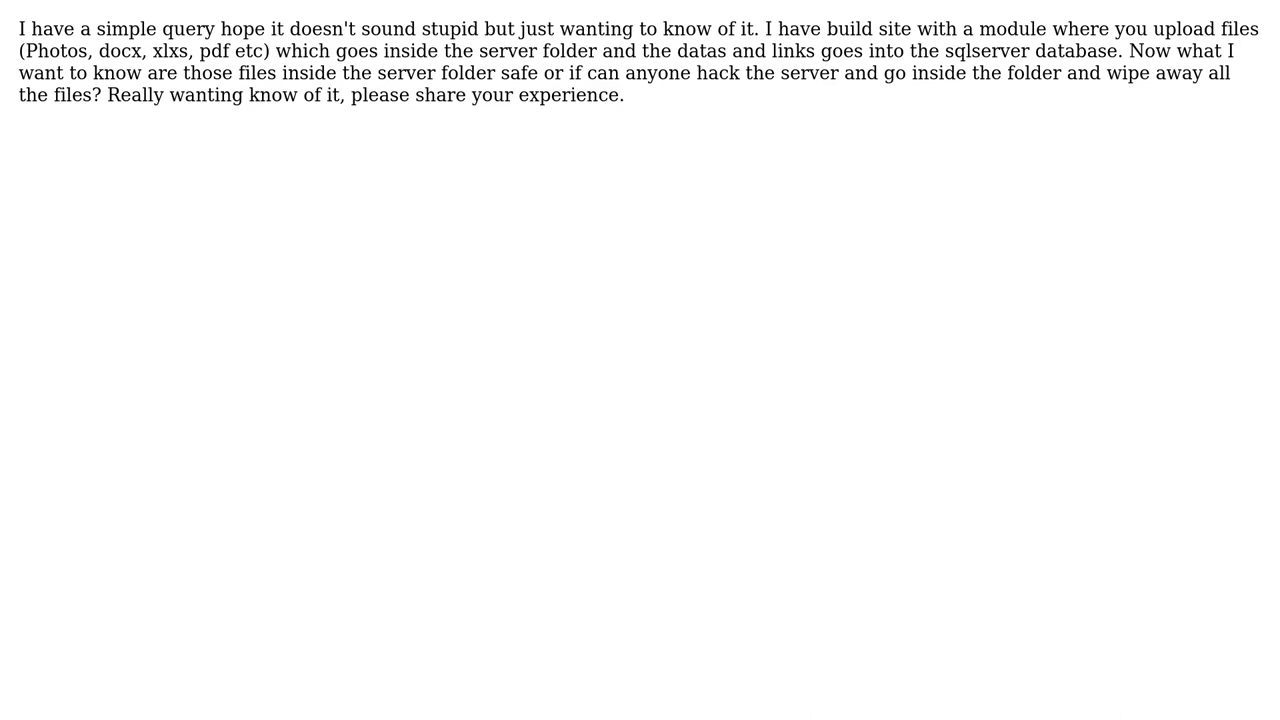 I have a simple query hope it doesn't sound stupid but just wanting to know of it. I have build site with a module where you upload files
(Photos, docx, xlxs, pdf etc) which goes inside the server folder and the datas and links goes into the sqlserver database. Now what I
want to know are those files inside the server folder safe or if can anyone hack the server and go inside the folder and wipe away all
the files? Really wanting know of it, please share your experience.